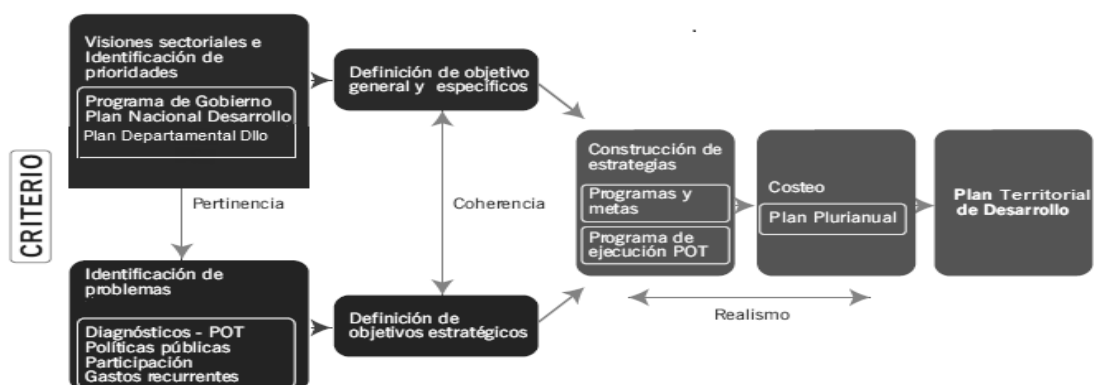 CRITERIO
Visiones sectoriales e
Identificación de
prioridades
Programa de Gobierno
Plan Nacional Desarrollo
Plan Departamental Dllo
Pertinencia
Identificación de
problemas
Diagnósticos - POT
Políticas públicas
Participación
Gastos recurrentes
Definición de objetivo
general y específicos
Coherencia
Definición de
objetivos estratégicos
Construcción de
estrategias
Programas y
metas
Programa de
ejecución POT
Costeo
Plan Plurianual
Realismo
Plan Territorial
de Desarrollo